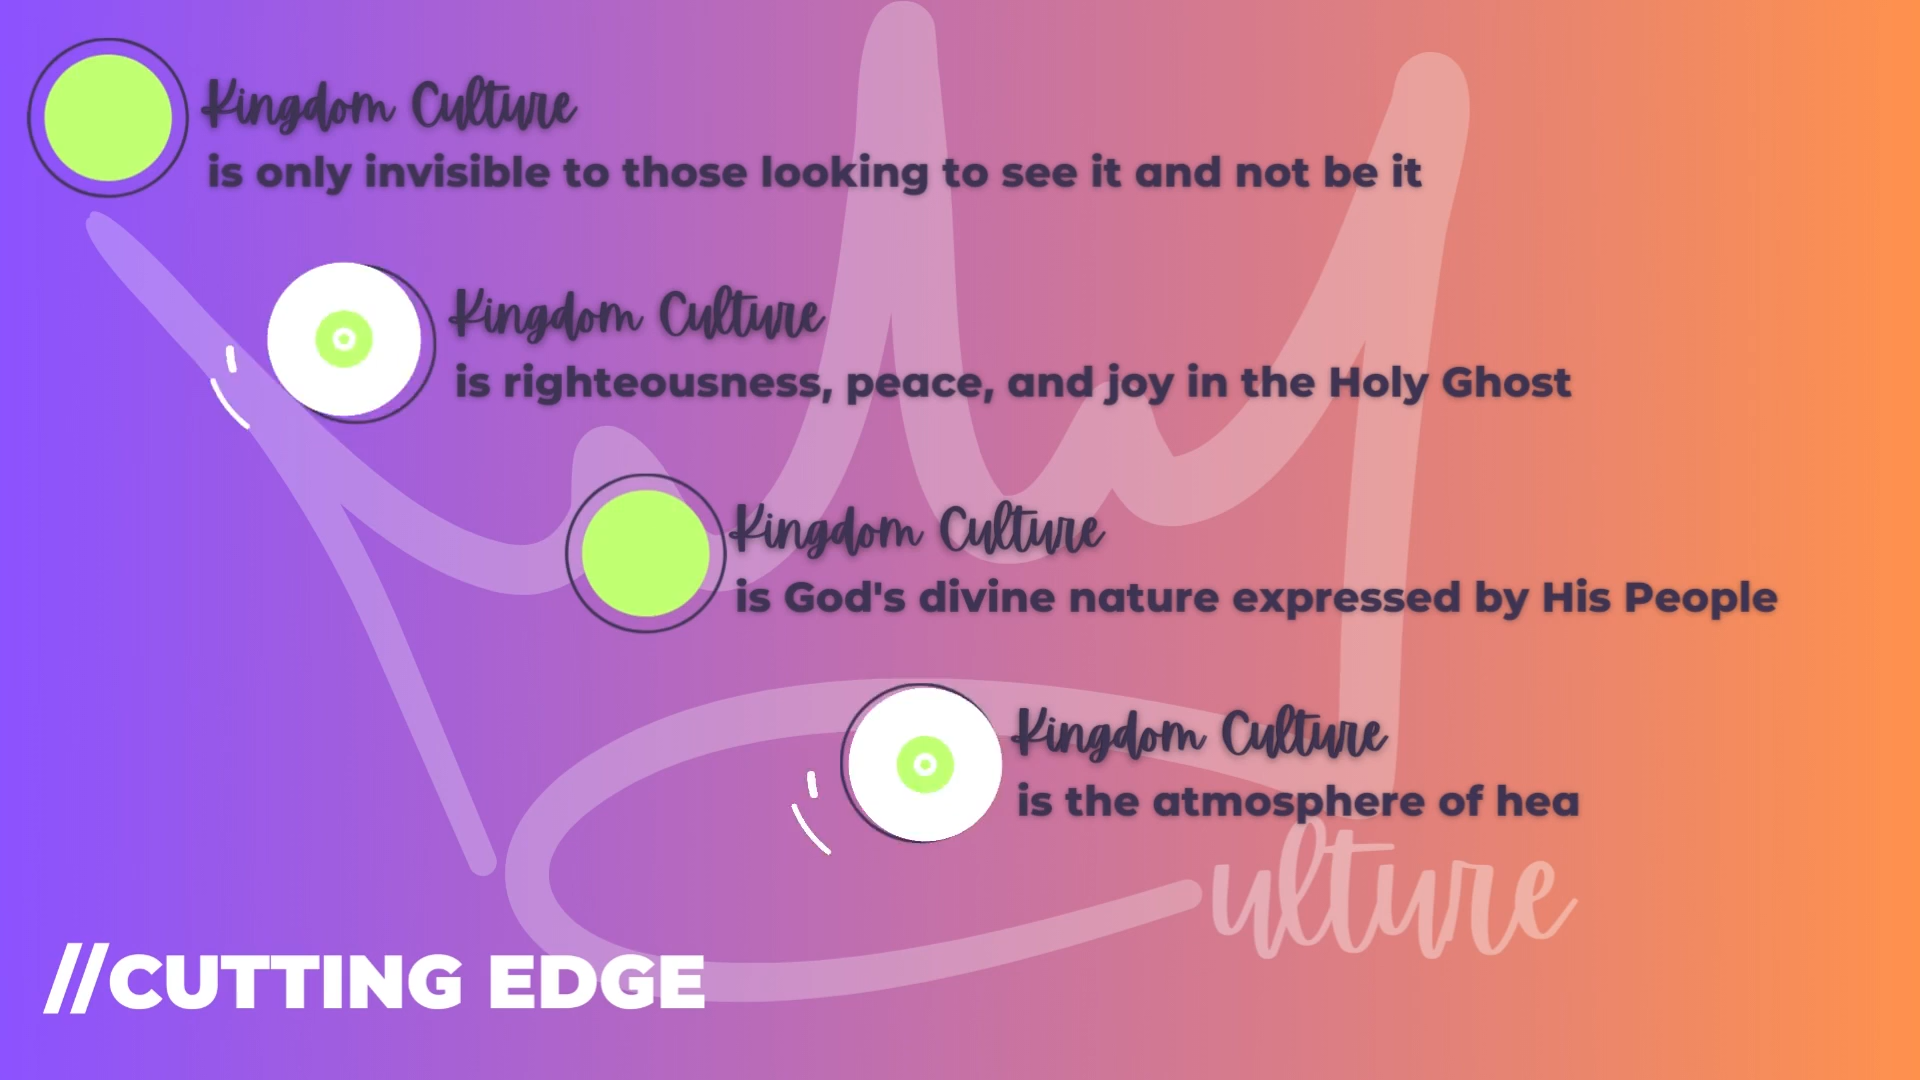 Kingdom Culture
is only invisible to those looking to see it and not be it
Kingdom Culture
is righteousness, peace, and joy in the Holy Ghost
Kingdom Culture
is God's divine nature expressed by His People
Kingdom Culture
is the atmosphere of hea
ulture
//CUTTING EDGE